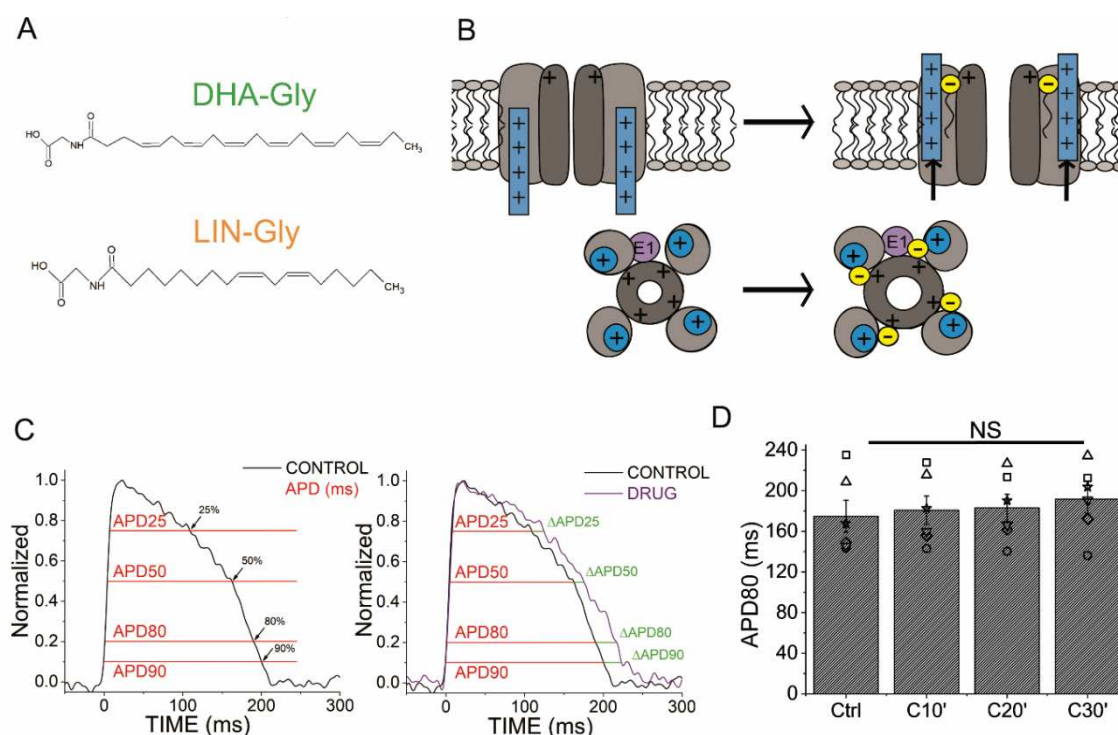 A
DHA-Gly
HO
O
NH
O
CH3
LIN-Gly
HO
O
NH
O
CH3
B
+ +
+ +
+ +
+ +
+ +
E1
+ +
+ +
+ +
+ +
+ - - +
+ +
+ +
+ +
E1
- +
+ +
- -
+ +
+ +
-
C
CONTROL
APD (ms)
Normalized
1.0
0.8
0.6
0.4
0.2
0.0
APD25
25%
APD50
50%
APD80
80%
90%
APD90
0 100 200 300
TIME (ms)
CONTROL
DRUG
Normalized
1.0
0.8
0.6
0.4
0.2
0.0
APD25
ΔAPD25
APD50
ΔAPD50
APD80
ΔAPD80
ΔAPD90
APD90
0 100 200 300
TIME (ms)
D
NS
APD80 (ms)
240
200
160
120
80
40
0
Ctrl C10' C20' C30'